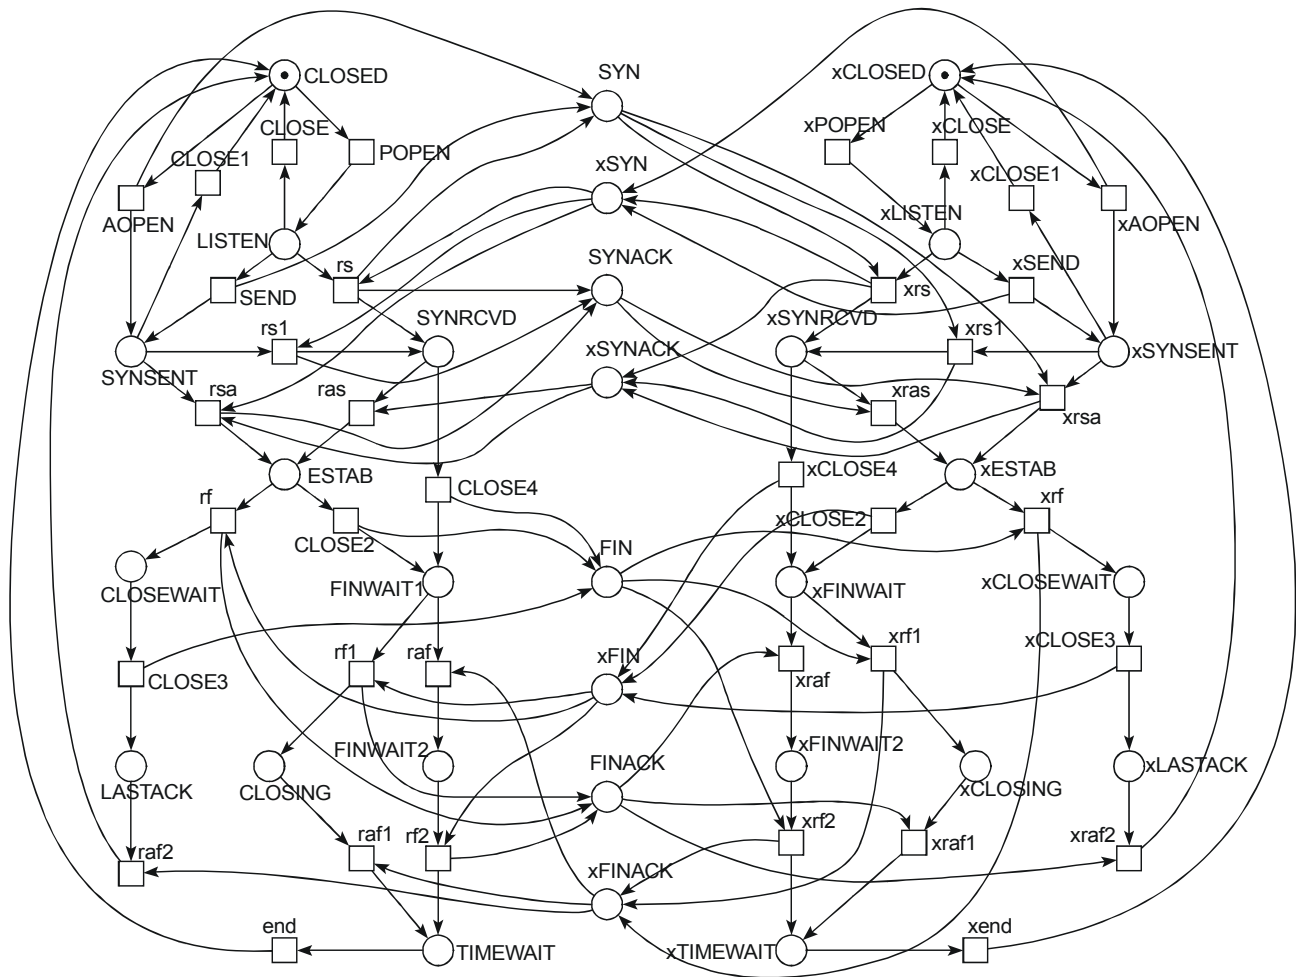 CLOSED
SYN
xCLOSED
CLOSE
POPEN
xPOPEN
xCLOSE
CLOSE1
xSYN
xCLOSE1
AOPEN
xAOPEN
LISTEN
xLISTEN
rs
SYNACK
xSEND
SEND
xrs
rs1
SYNRCVD
xSYNRCVD
xrs1
SYNSENT
xSYNACK
xSYNSENT
rsa
ras
xras
xrsa
ESTAB
xCLOSE4
xESTAB
rf
CLOSE4
xCLOSE2
xrf
CLOSE2
FIN
CLOSEWAIT
FINWAIT1
xFINWAIT
xCLOSEWAIT
rf1
raf
xFIN
xrf1
xCLOSE3
CLOSE3
xraf
FINWAIT2
xFINWAIT2
LASTACK
CLOSING
FINACK
xCLOSING
xLASTACK
raf1
rf2
xrf2
xraf1
xraf2
raf2
xFINACK
end
TIMEWAIT
xTIMEWAIT
xend